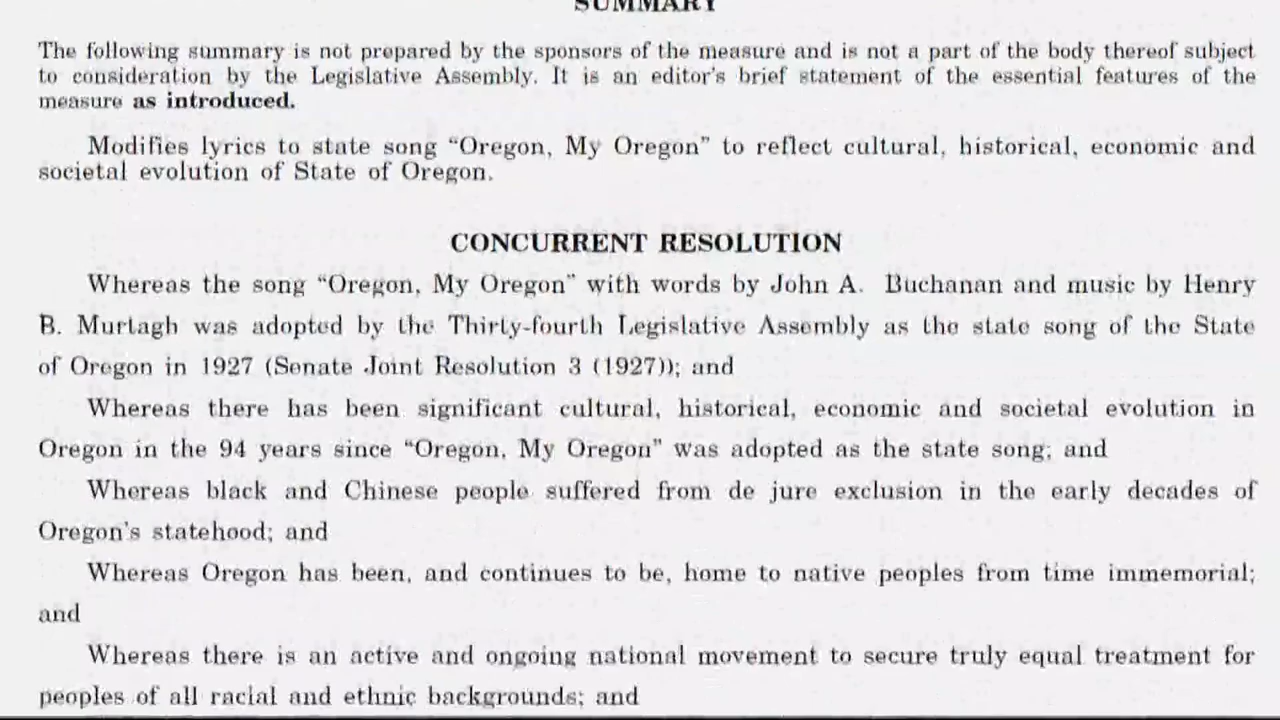 SUMMARY
The following summary is not prepared by the sponsors of the measure and is not a part of the body thereof subject
to consideration by the Legislative Assembly. It is an editor's brief statement of the essential features of the
measure as introduced.
Modifies lyrics to state song “Oregon, My Oregon” to reflect cultural, historical, economic and
societal evolution of State of Oregon.
CONCURRENT RESOLUTION
Whereas the song “Oregon, My Oregon” with words by John A. Buchanan and music by Henry
B. Murtagh was adopted by the Thirty-fourth Legislative Assembly as the state song of the State
of Oregon in 1927 (Senate Joint Resolution 3 (1927)); and
Whereas there has been significant cultural, historical, economic and societal evolution in
Oregon in the 94 years since “Oregon, My Oregon” was adopted as the state song; and
Whereas black and Chinese people suffered from de jure exclusion in the early decades of
Oregon's statehood; and
Whereas Oregon has been, and continues to be, home to native peoples from time immemorial;
and
Whereas there is an active and ongoing national movement to secure truly equal treatment for
peoples of all racial and ethnic backgrounds; and